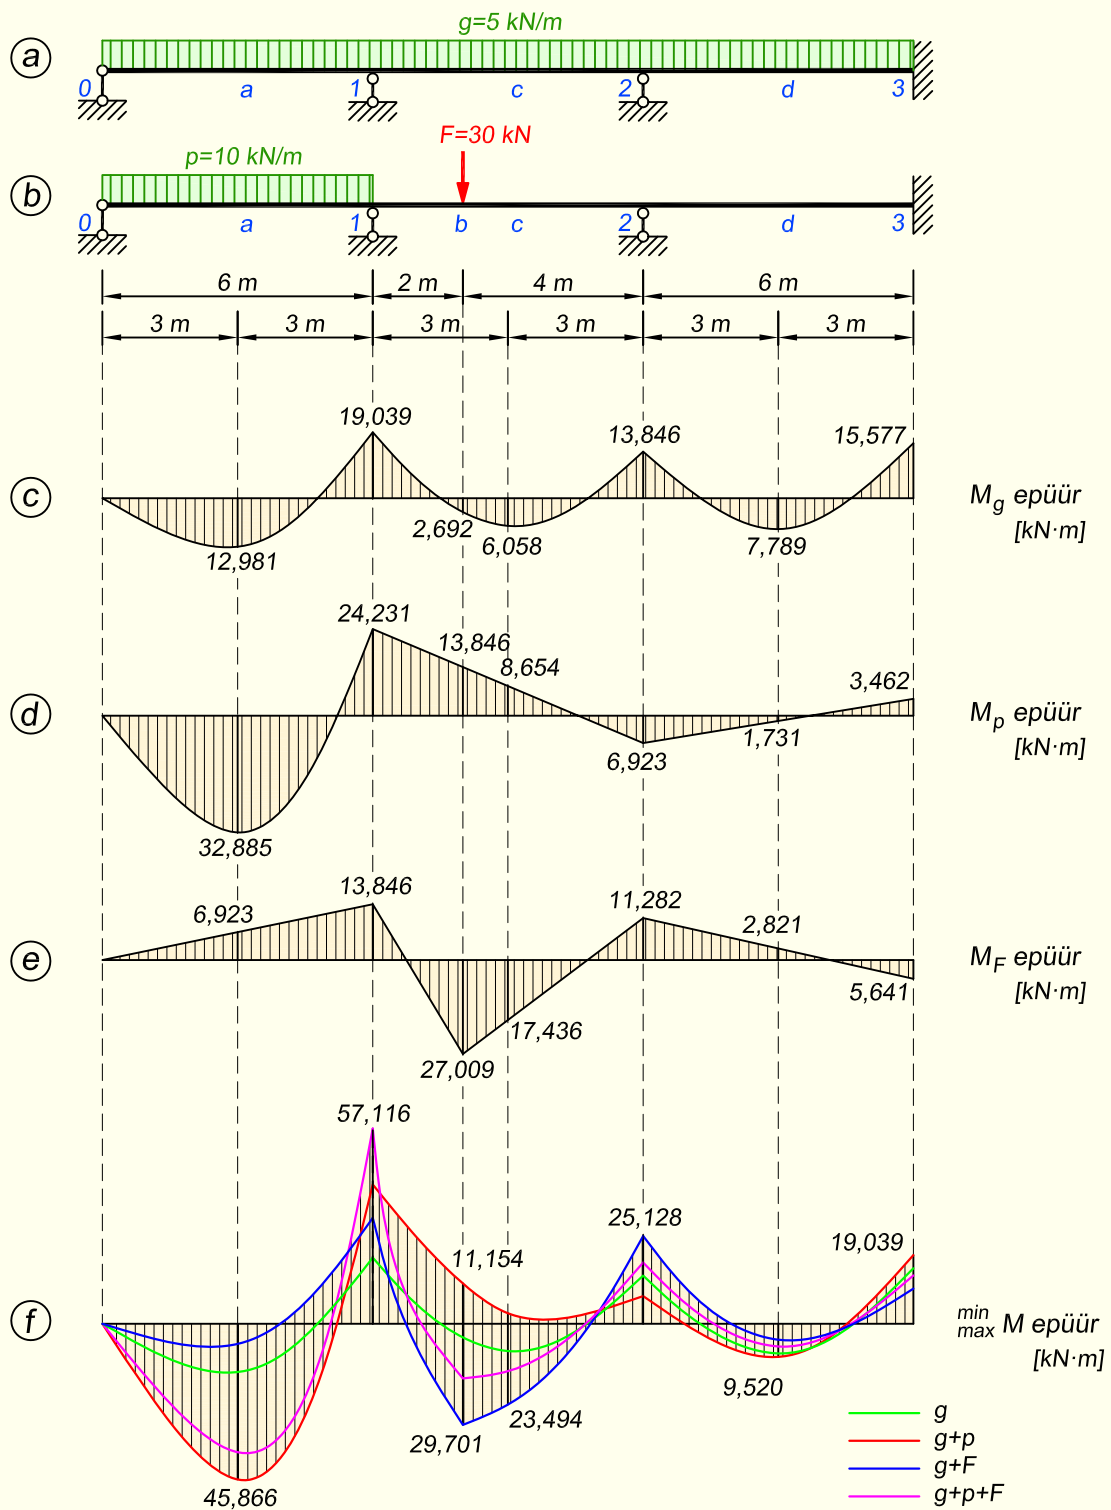 g=5 kN/m
a
0 a 1 c 2 d 3
F=30 kN
p=10 kN/m
b
0 a 1 b c 2 d 3
6 m 2 m 4 m 6 m
3 m 3 m 3 m 3 m 3 m 3 m
19,039
13,846
15,577
c
M_g epüür
[kN·m]
2,692
6,058
7,789
12,981
24,231
13,846
8,654
3,462
d
M_p epüür
[kN·m]
1,731
6,923
32,885
13,846
11,282
6,923
2,821
e
M_F epüür
[kN·m]
5,641
17,436
27,009
57,116
25,128
19,039
11,154
f
min
max M epüür
[kN·m]
9,520
23,494
29,701
45,866
g
g+p
g+F
g+p+F